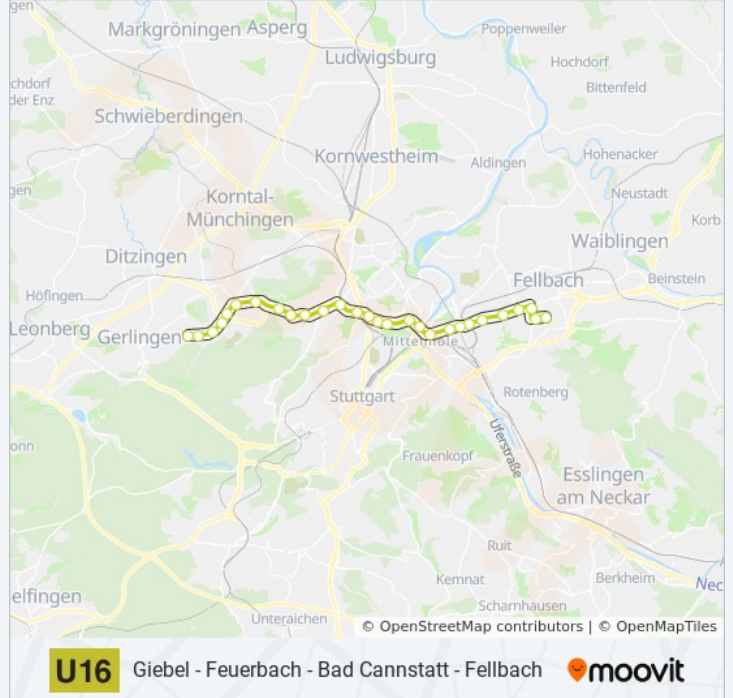 gen
Markgröningen Asperg
Poppenweiler
Ludwigsburg
Hochdorf
Bittenfeld
chdorf
der Enz
Schwieberdingen
Kornwestheim
Aldingen
Hohenacker
gen
Korntal-
Münchingen
Neustadt
Korb
Waiblingen
Ditzingen
Fellbach
Beinstein
Höfingen
Leonberg
Gerlingen
Stuttgart
Rotenberg
onn
Frauenkopf
Uferstraße
Esslingen
am Neckar
Ruit
Kemnat
Berkheim
Nec
elfingen
Scharnhausen
Unteraichen
© OpenStreetMap contributors | © OpenMapTiles
U16 Giebel - Feuerbach - Bad Cannstatt - Fellbach moovit